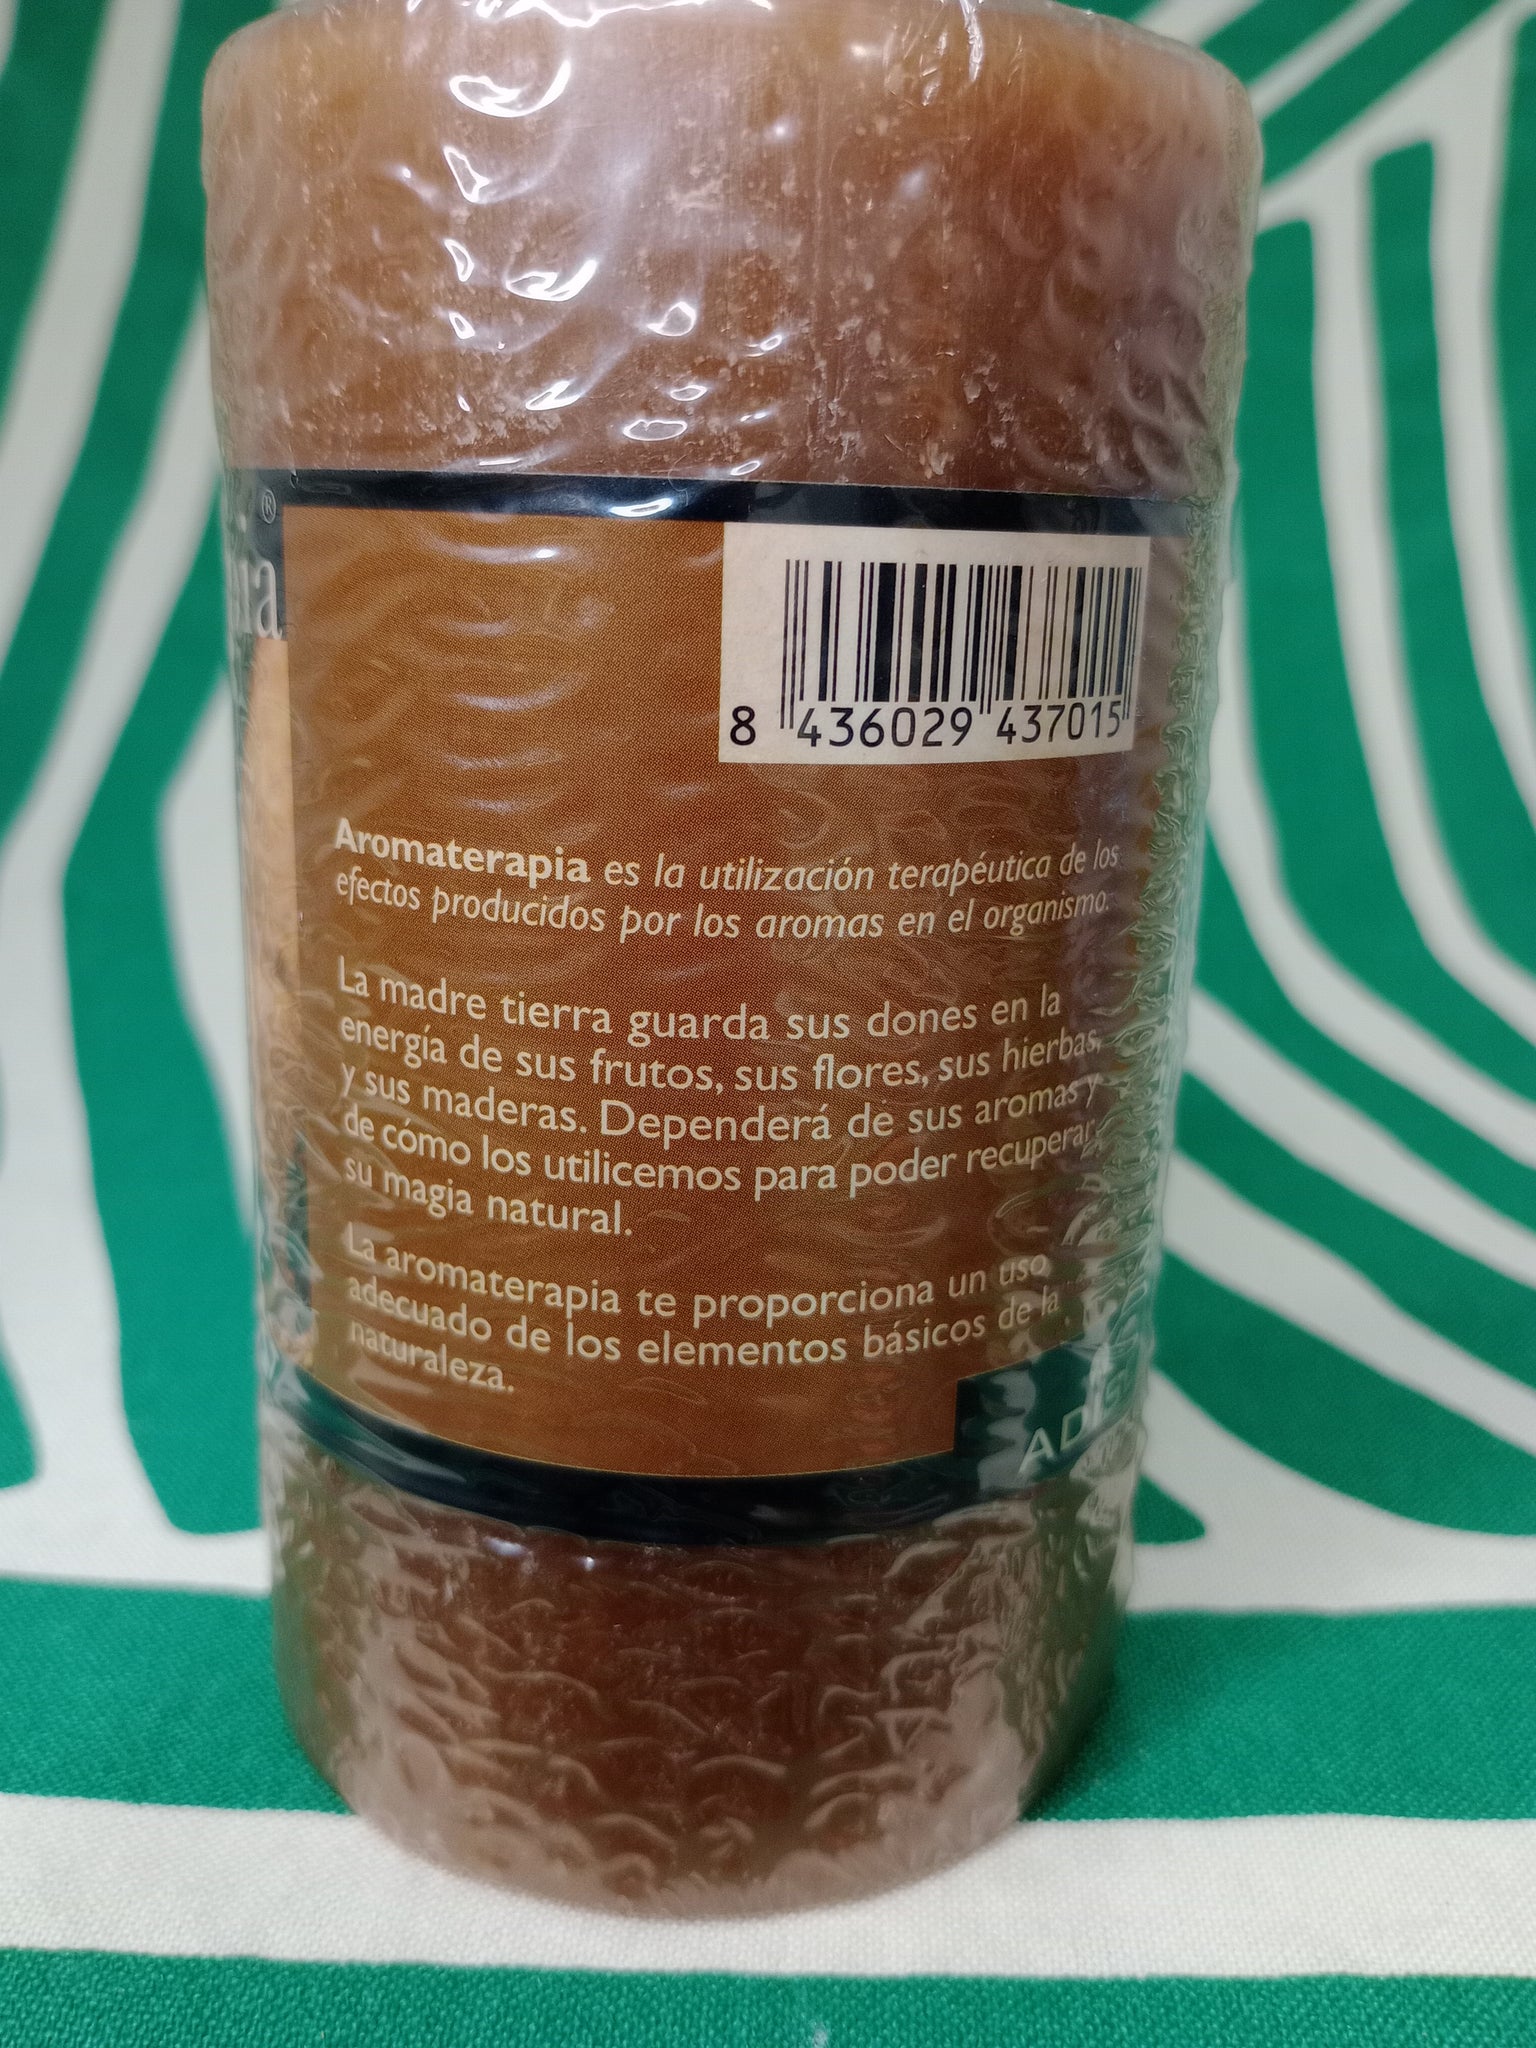 ®
8 436029 437015
Aromaterapia es la utilización terapéutica de los
efectos producidos por los aromas en el organismo.
La madre tierra guarda sus dones en la
energía de sus frutos, sus flores, sus hierbas,
y sus maderas. Dependerá de sus aromas y
de cómo los utilicemos para poder recuperar
su magia natural.
La aromaterapia te proporciona un uso
adecuado de los elementos básicos de la
naturaleza.